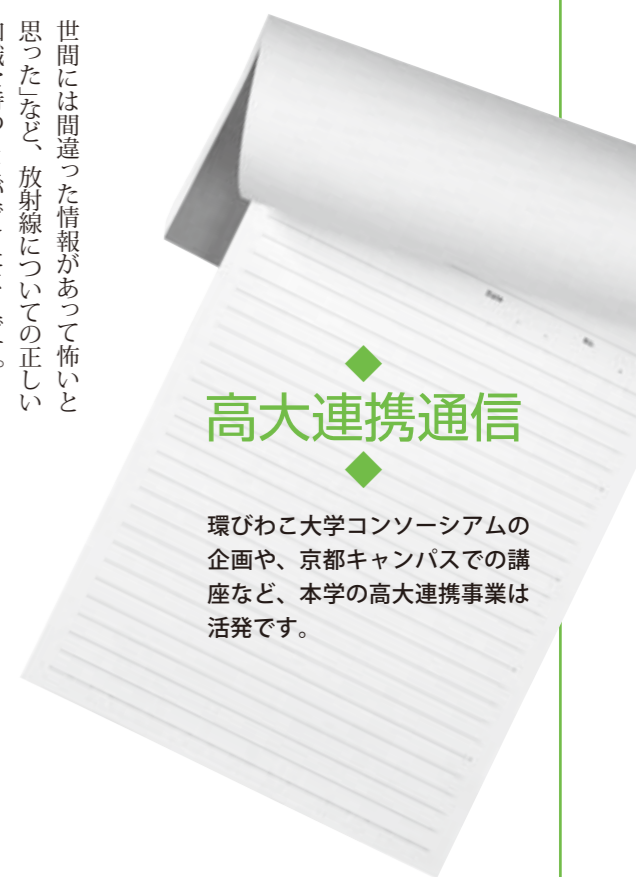 世間には間違った情報があって怖いと
思った」など、放射線についての正しい
◆
高大連携通信
◆
環びわこ大学コンソーシアムの
企画や、京都キャンパスでの講
座など、本学の高大連携事業は
活発です。
Date
No